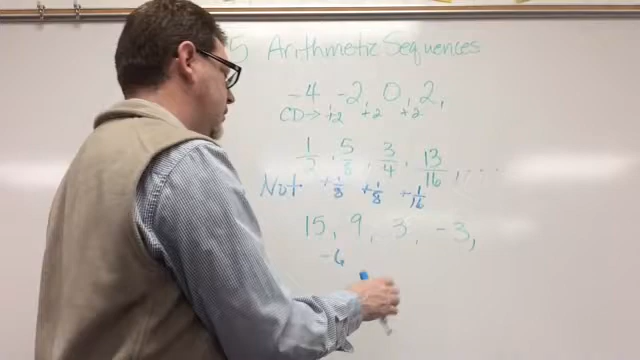 5 Arithmetic Sequences
-4 -2, 0, 2,
CD→ +2 +2 +2
1/2, 5/8, 3/4, 13/16, ....
Not +1/8 +1/8 +1/16
15, 9, 3, -3,
-6